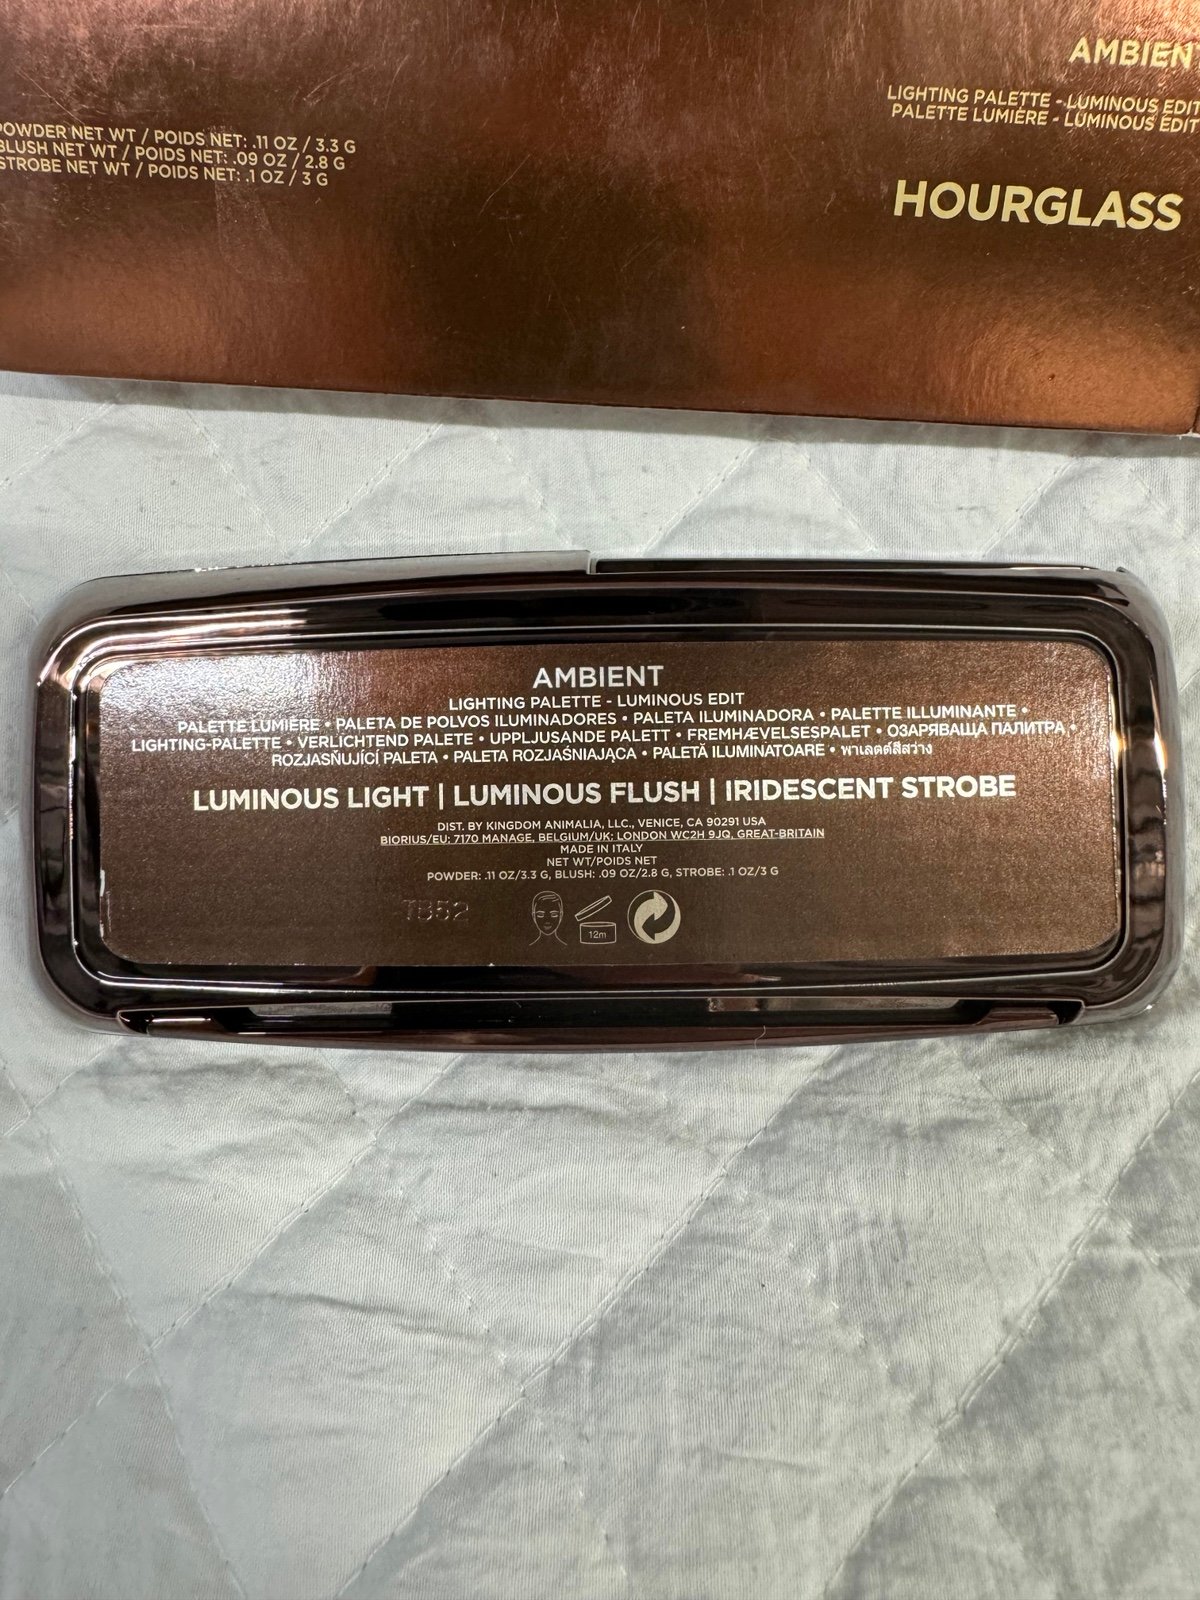 AMBIEN
LIGHTING PALETTE - LUMINOUS EDIT
PALETTE LUMIÈRE - LUMINOUS EDIT
HOURGLASS
POWDER NET WT / POIDS NET: .11 OZ / 3.3 G
BLUSH NET WT / POIDS NET: .09 OZ / 2.8 G
STROBE NET WT / POIDS NET: .1 OZ / 3 G
AMBIENT
LIGHTING PALETTE - LUMINOUS EDIT
PALETTE LUMIÈRE • PALETA DE POLVOS ILUMINADORES • PALETA ILUMINADORA • PALETTE ILLUMINANTE •
LIGHTING-PALETTE • VERLICHTEND PALETE • UPPLJUSANDE PALETT • FREMHÆVELSESPALET • ОЗАРЯВАЩА ПАЛИТРА •
ROZJASŇUJÍCÍ PALETA • PALETA ROZJAŚNIAJĄCA • PALETĂ ILUMINATOARE • พาเลตต์สีสว่าง
LUMINOUS LIGHT | LUMINOUS FLUSH | IRIDESCENT STROBE
DIST. BY KINGDOM ANIMALIA, LLC., VENICE, CA 90291 USA
BIORIUS/EU: 7170 MANAGE, BELGIUM/UK: LONDON WC2H 9JQ, GREAT-BRITAIN
MADE IN ITALY
NET WT/POIDS NET
POWDER: .11 OZ/3.3 G, BLUSH: .09 OZ/2.8 G, STROBE: .1 OZ/3 G
12m